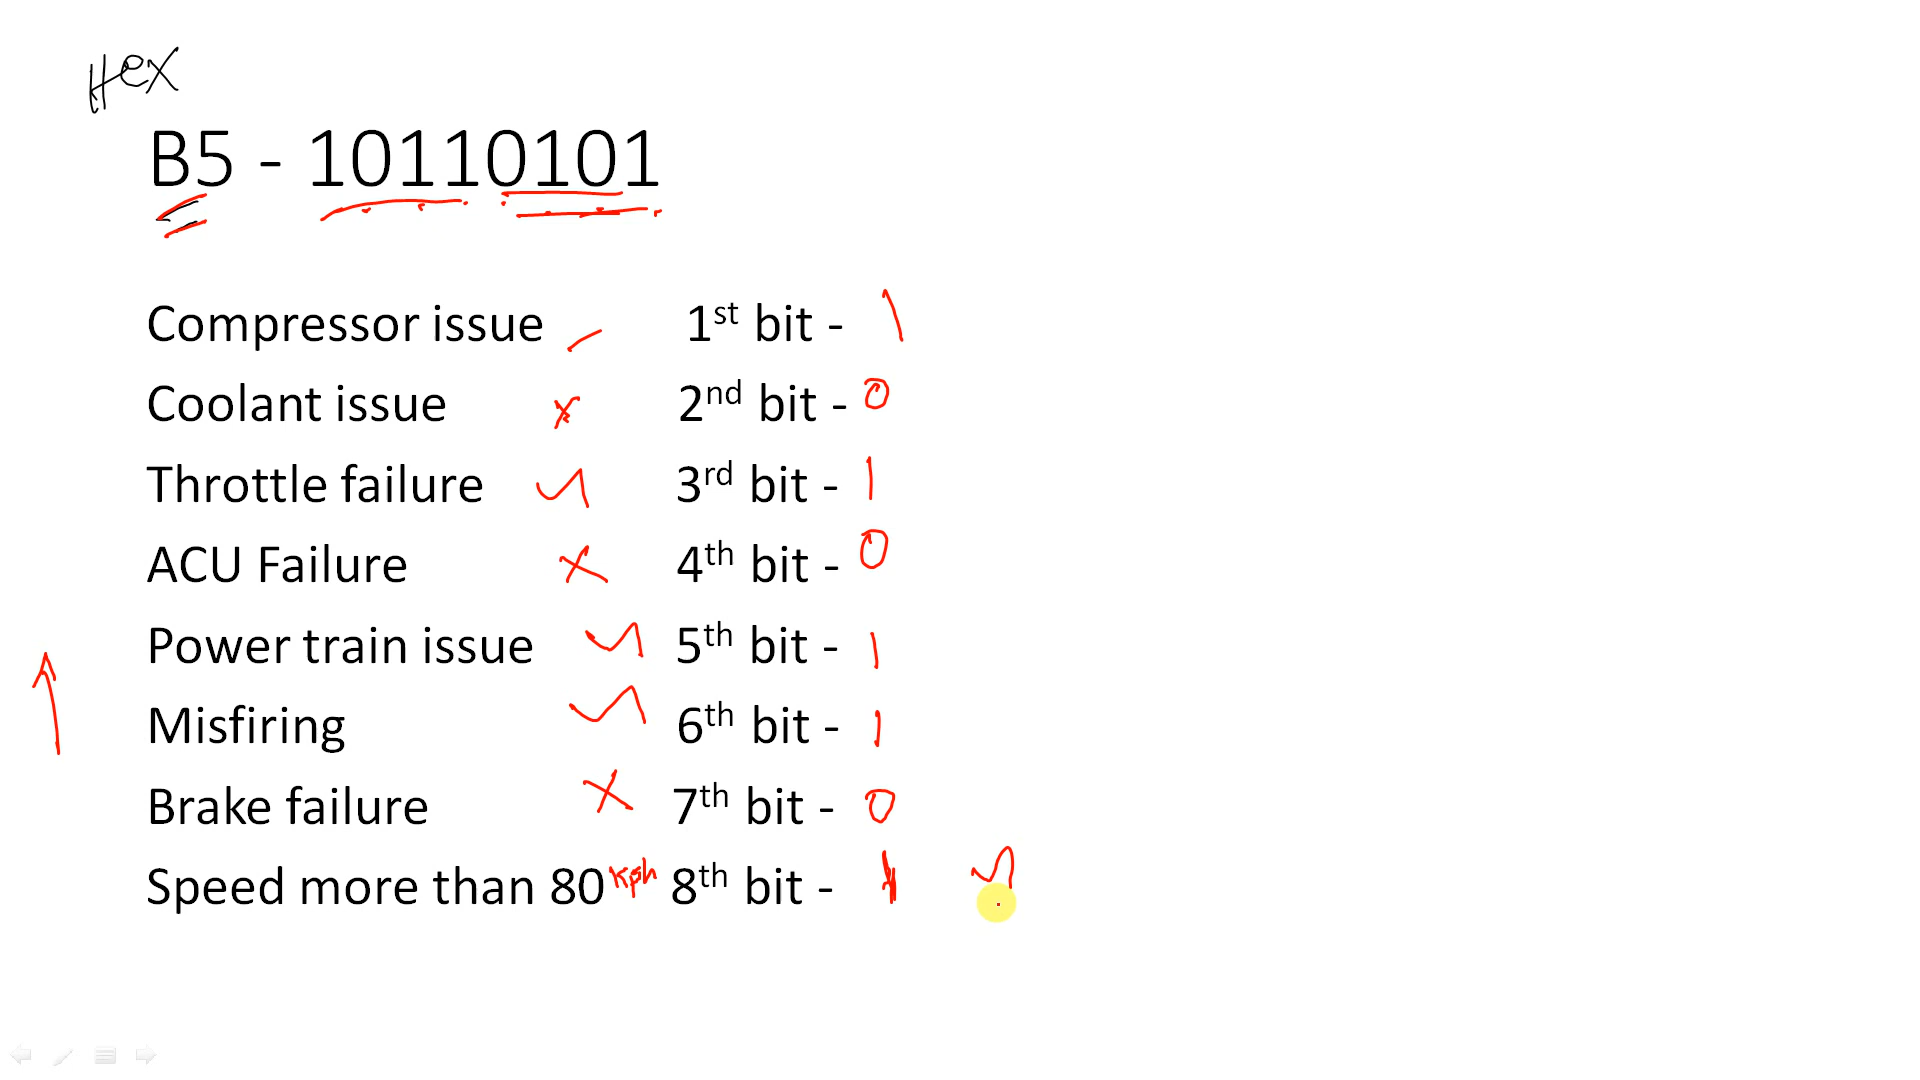 Hex
B5 - 10110101
Compressor issue 1st bit - 1
Coolant issue 2nd bit - 0
Throttle failure 3rd bit - 1
ACU Failure 4th bit - 0
Power train issue 5th bit - 1
Misfiring 6th bit - 1
Brake failure 7th bit - 0
Speed more than 80 kph 8th bit - 1